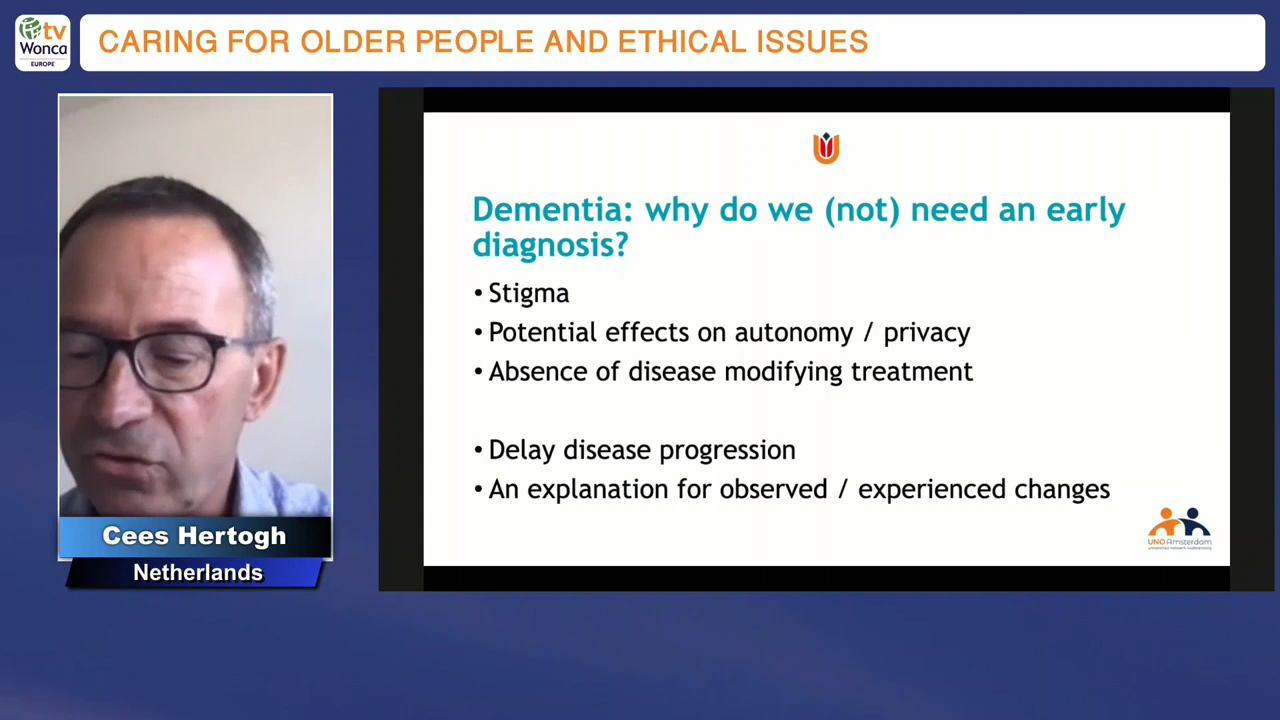 tv
Wonca
EUROPE
CARING FOR OLDER PEOPLE AND ETHICAL ISSUES
Cees Hertogh
Netherlands
Dementia: why do we (not) need an early
diagnosis?
• Stigma
• Potential effects on autonomy / privacy
• Absence of disease modifying treatment
• Delay disease progression
• An explanation for observed / experienced changes
UNO Amsterdam